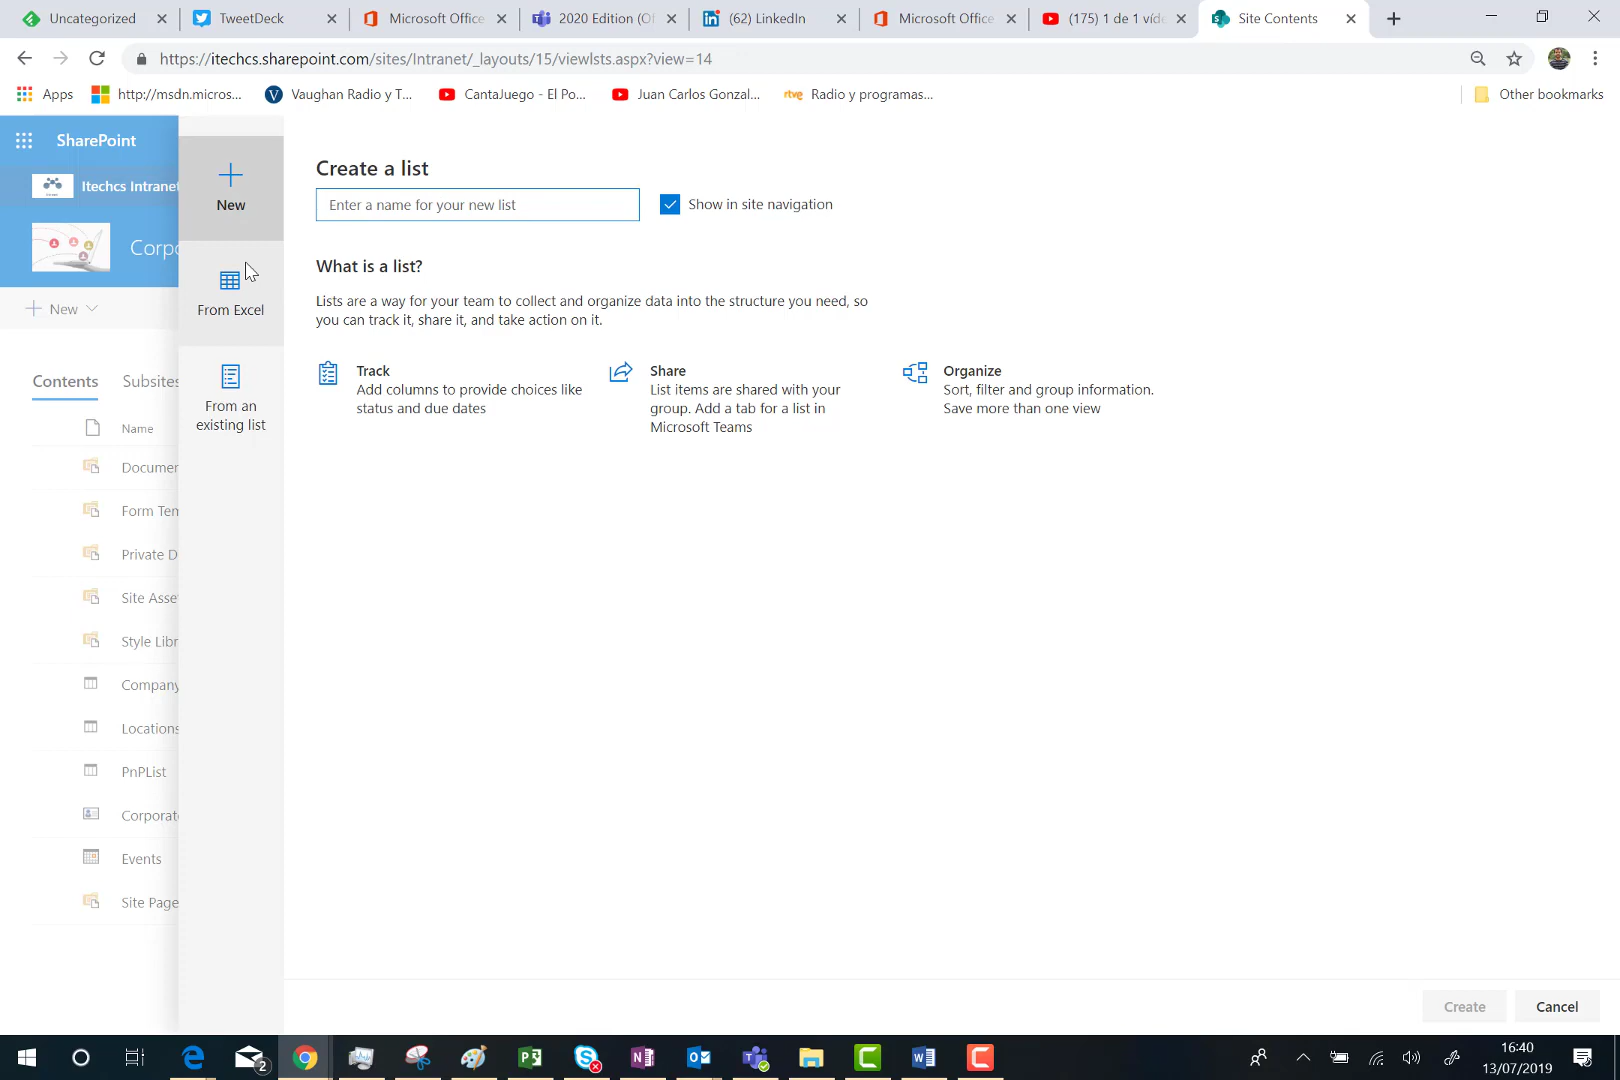 Uncategorized
TweetDeck
Microsoft Office
2020 Edition (O
(62) LinkedIn
Microsoft Office
(175) 1 de 1 víd
Site Contents
https://itechcs.sharepoint.com/sites/Intranet/_layouts/15/viewlsts.aspx?view=14
Apps
http://msdn.micros...
Vaughan Radio y T...
CantaJuego - El Po...
Juan Carlos Gonzal...
rtve Radio y programas...
Other bookmarks
SharePoint
Itechcs Intranet
Corpo
New
Contents
Subsites
Name
Documen
Form Tem
Private D
Site Asse
Style Libr
Company
Locations
PnPList
Corporate
Events
Site Page
New
From Excel
From an
existing list
Create a list
Enter a name for your new list
Show in site navigation
What is a list?
Lists are a way for your team to collect and organize data into the structure you need, so
you can track it, share it, and take action on it.
Track
Add columns to provide choices like
status and due dates
Share
List items are shared with your
group. Add a tab for a list in
Microsoft Teams
Organize
Sort, filter and group information.
Save more than one view
Create
Cancel
2
16:40
13/07/2019